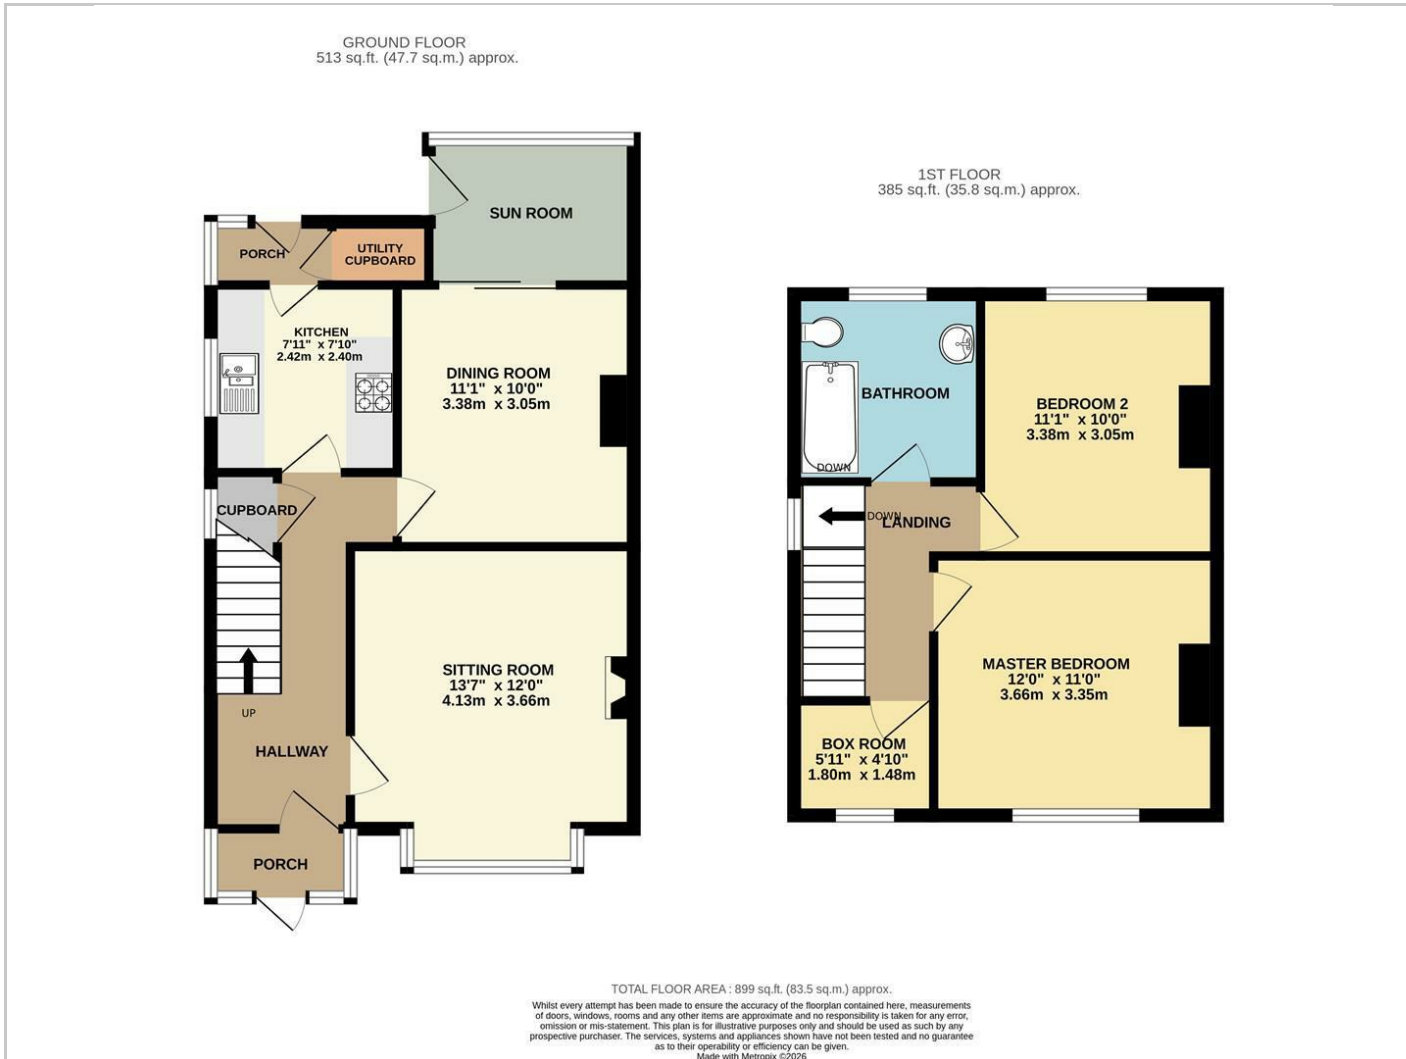 GROUND FLOOR
513 sq.ft. (47.7 sq.m.) approx.
SUN ROOM
PORCH
UTILITY
CUPBOARD
KITCHEN
7'11" x 7'10"
2.42m x 2.40m
DINING ROOM
11'1" x 10'0"
3.38m x 3.05m
CUPBOARD
SITTING ROOM
13'7" x 12'0"
4.13m x 3.66m
UP
HALLWAY
PORCH
1ST FLOOR
385 sq.ft. (35.8 sq.m.) approx.
BATHROOM
DOWN
BEDROOM 2
11'1" x 10'0"
3.38m x 3.05m
DOWN
LANDING
MASTER BEDROOM
12'0" x 11'0"
3.66m x 3.35m
BOX ROOM
5'11" x 4'10"
1.80m x 1.48m
TOTAL FLOOR AREA : 899 sq.ft. (83.5 sq.m.) approx.
Whilst every attempt has been made to ensure the accuracy of the floorplan contained here, measurements
of doors, windows, rooms and any other items are approximate and no responsibility is taken for any error,
omission or mis-statement. This plan is for illustrative purposes only and should be used as such by any
prospective purchaser. The services, systems and appliances shown have not been tested and no guarantee
as to their operability or efficiency can be given.
Made with Metropix ©2026